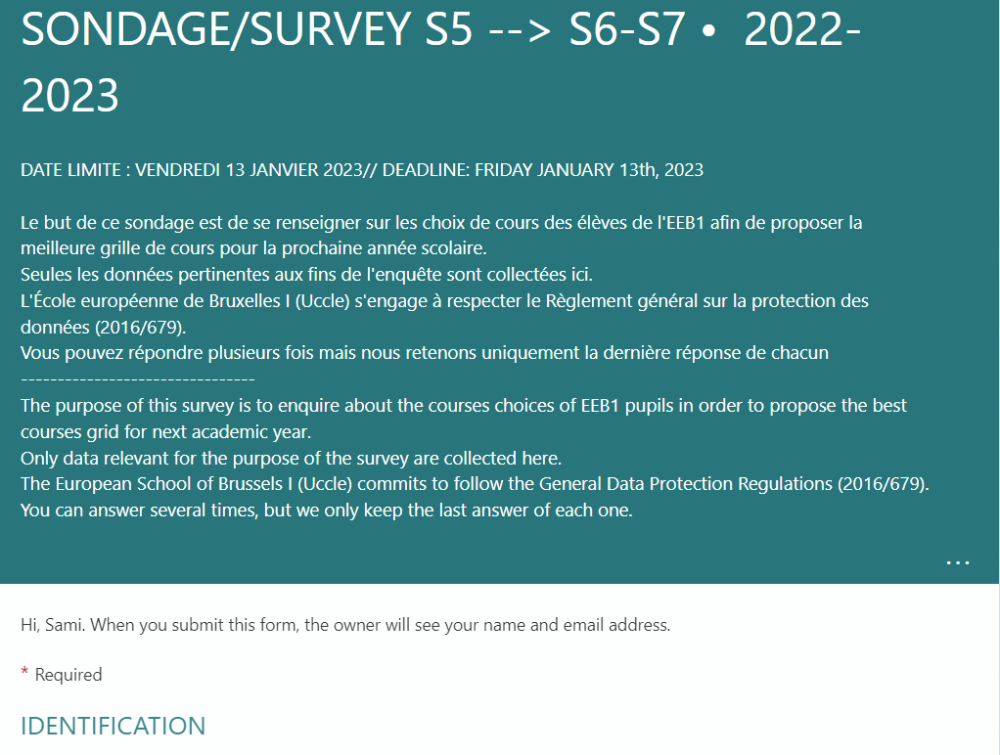 SONDAGE/SURVEY S5 --> S6-S7 • 2022-
2023
DATE LIMITE : VENDREDI 13 JANVIER 2023// DEADLINE: FRIDAY JANUARY 13th, 2023
Le but de ce sondage est de se renseigner sur les choix de cours des élèves de l'EEB1 afin de proposer la
meilleure grille de cours pour la prochaine année scolaire.
Seules les données pertinentes aux fins de l'enquête sont collectées ici.
L'École européenne de Bruxelles I (Uccle) s'engage à respecter le Règlement général sur la protection des
données (2016/679).
Vous pouvez répondre plusieurs fois mais nous retenons uniquement la dernière réponse de chacun
--------------------------------
The purpose of this survey is to enquire about the courses choices of EEB1 pupils in order to propose the best
courses grid for next academic year.
Only data relevant for the purpose of the survey are collected here.
The European School of Brussels I (Uccle) commits to follow the General Data Protection Regulations (2016/679).
You can answer several times, but we only keep the last answer of each one.
...
Hi, Sami. When you submit this form, the owner will see your name and email address.
* Required
IDENTIFICATION